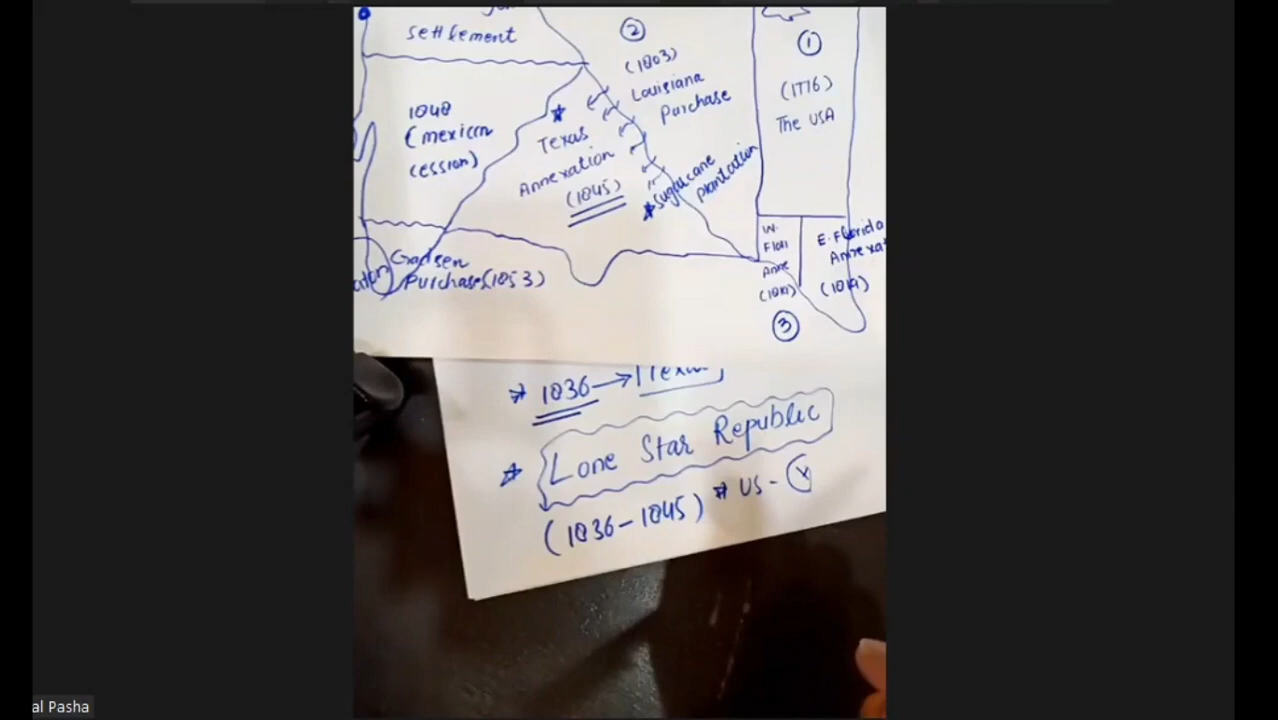 settlement
1848
(mexican
cession)
Gadsen
Purchase(1853)
②
(1803)
Louisiana
Purchase
Texas
Annexation
(1845)
Sugarcane
plantation
①
(1776)
The USA
W.
Flori
Anne
(1819)
③
E. Florida
Annexa
(1819)
* 1836 →
* Lone Star Republic
(1836-1845) * US -
al Pasha